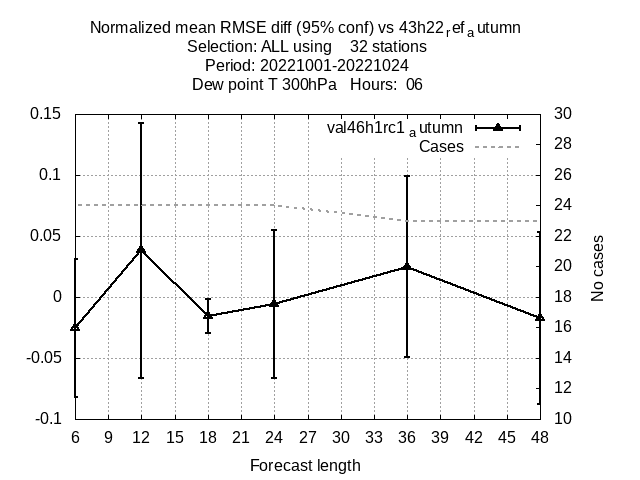 Normalized mean RMSE diff (95% conf) vs 43h22refautumn
Selection: ALL using 32 stations
Period: 20221001-20221024
Dew point T 300hPa Hours: 06
val46h1rc1autumn
Cases
0.15
0.1
0.05
0
-0.05
-0.1
30
28
26
24
22
20
18
16
14
12
10
No cases
6 9 12 15 18 21 24 27 30 33 36 39 42 45 48
Forecast length